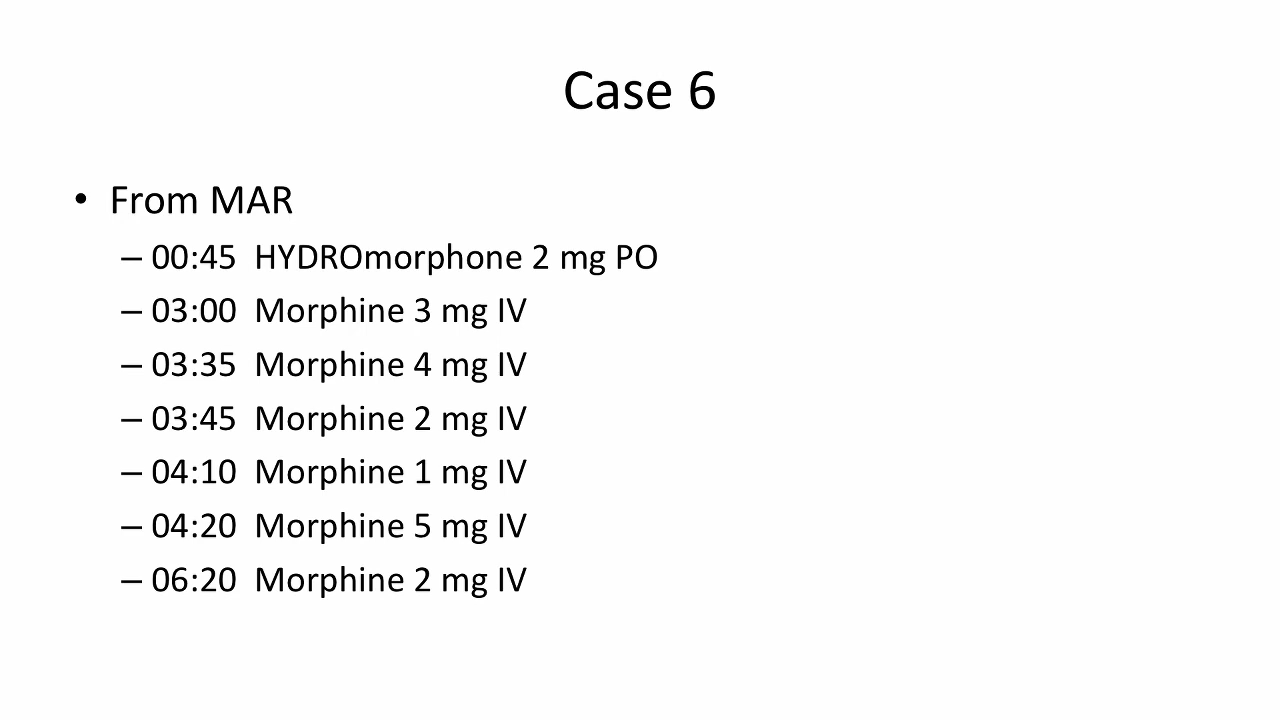 Case 6
• From MAR
– 00:45 HYDROmorphone 2 mg PO
– 03:00 Morphine 3 mg IV
– 03:35 Morphine 4 mg IV
– 03:45 Morphine 2 mg IV
– 04:10 Morphine 1 mg IV
– 04:20 Morphine 5 mg IV
– 06:20 Morphine 2 mg IV